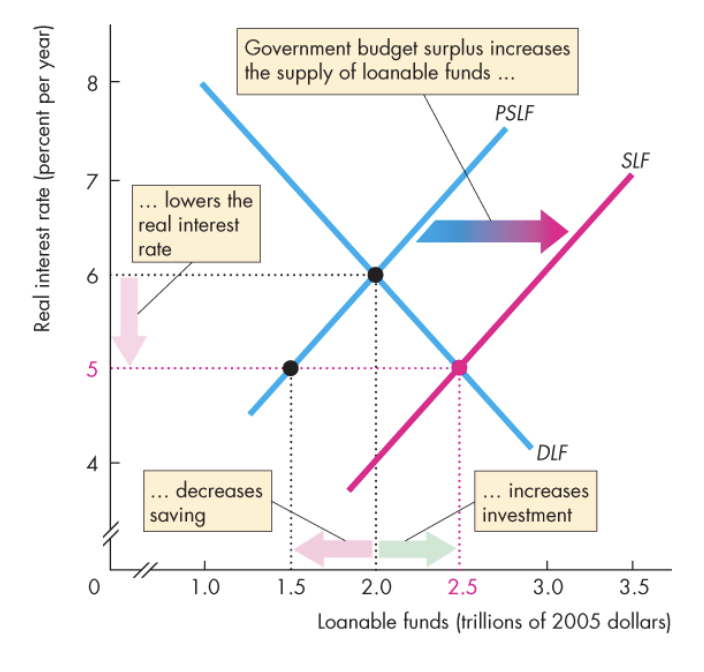 Real interest rate (percent per year)
Government budget surplus increases
the supply of loanable funds ...
8
PSLF
SLF
7
... lowers the
real interest
rate
6
5
4
DLF
... decreases
saving
... increases
investment
0
1.0
1.5
2.0
2.5
3.0
3.5
Loanable funds (trillions of 2005 dollars)